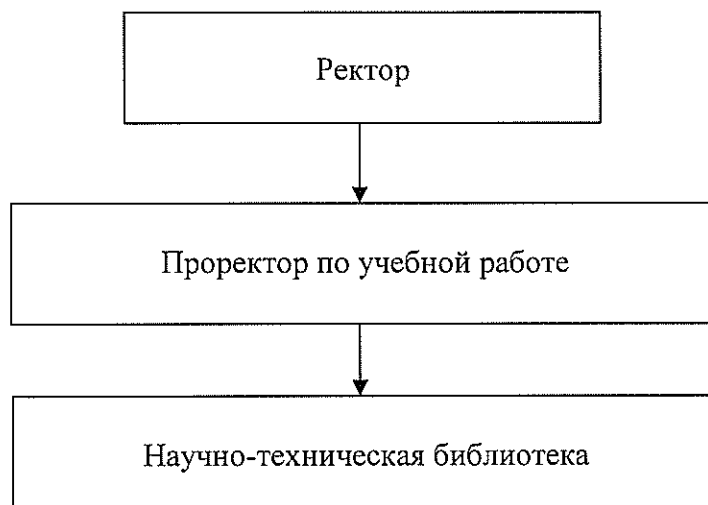 Ректор
Проректор по учебной работе
Научно-техническая библиотека